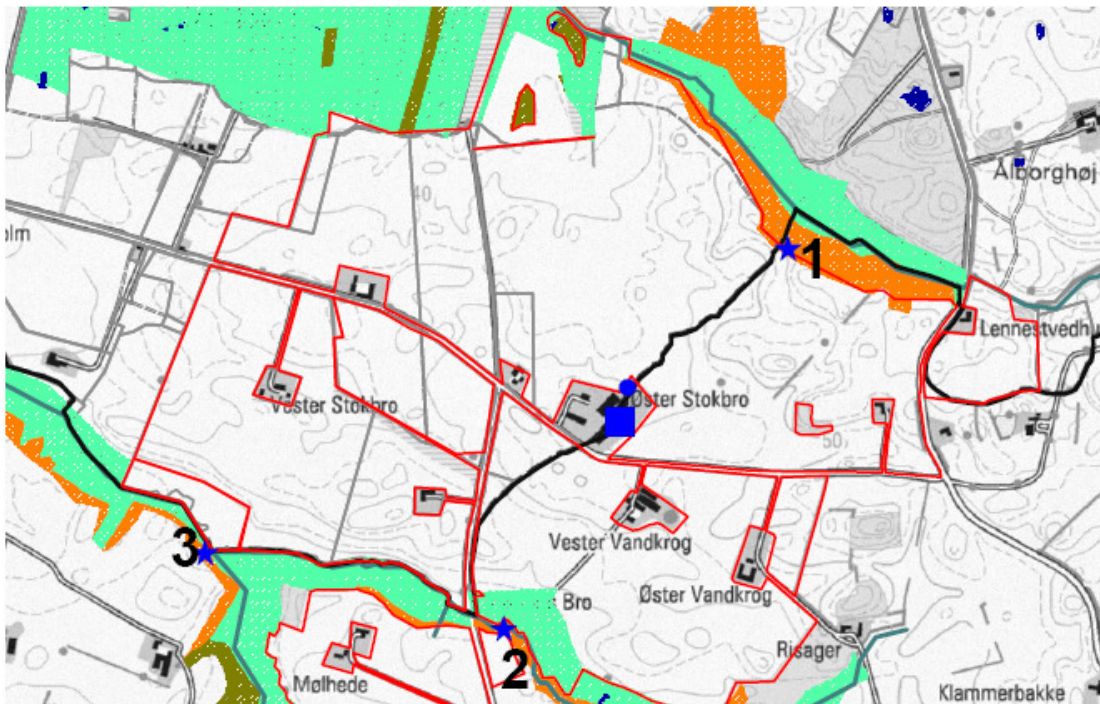 Ålborghøj
40
olm
1
Lennestvedh
Vester Stokbro
Øster Stokbro
50
3
Vester Vandkrog
Øster Vandkrog
Bro
2
Risager
Mølhede
Klammerbakke